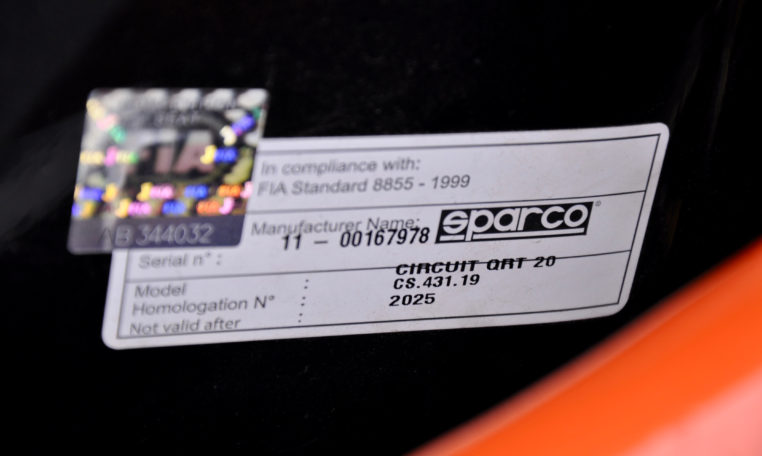 FIA
AB 344032
In compliance with:
FIA Standard 8855 - 1999
Manufacturer Name: sparco
Serial n° : 11 - 00167978
Model : CIRCUIT QRT 20
Homologation N° : CS.431.19
Not valid after : 2025